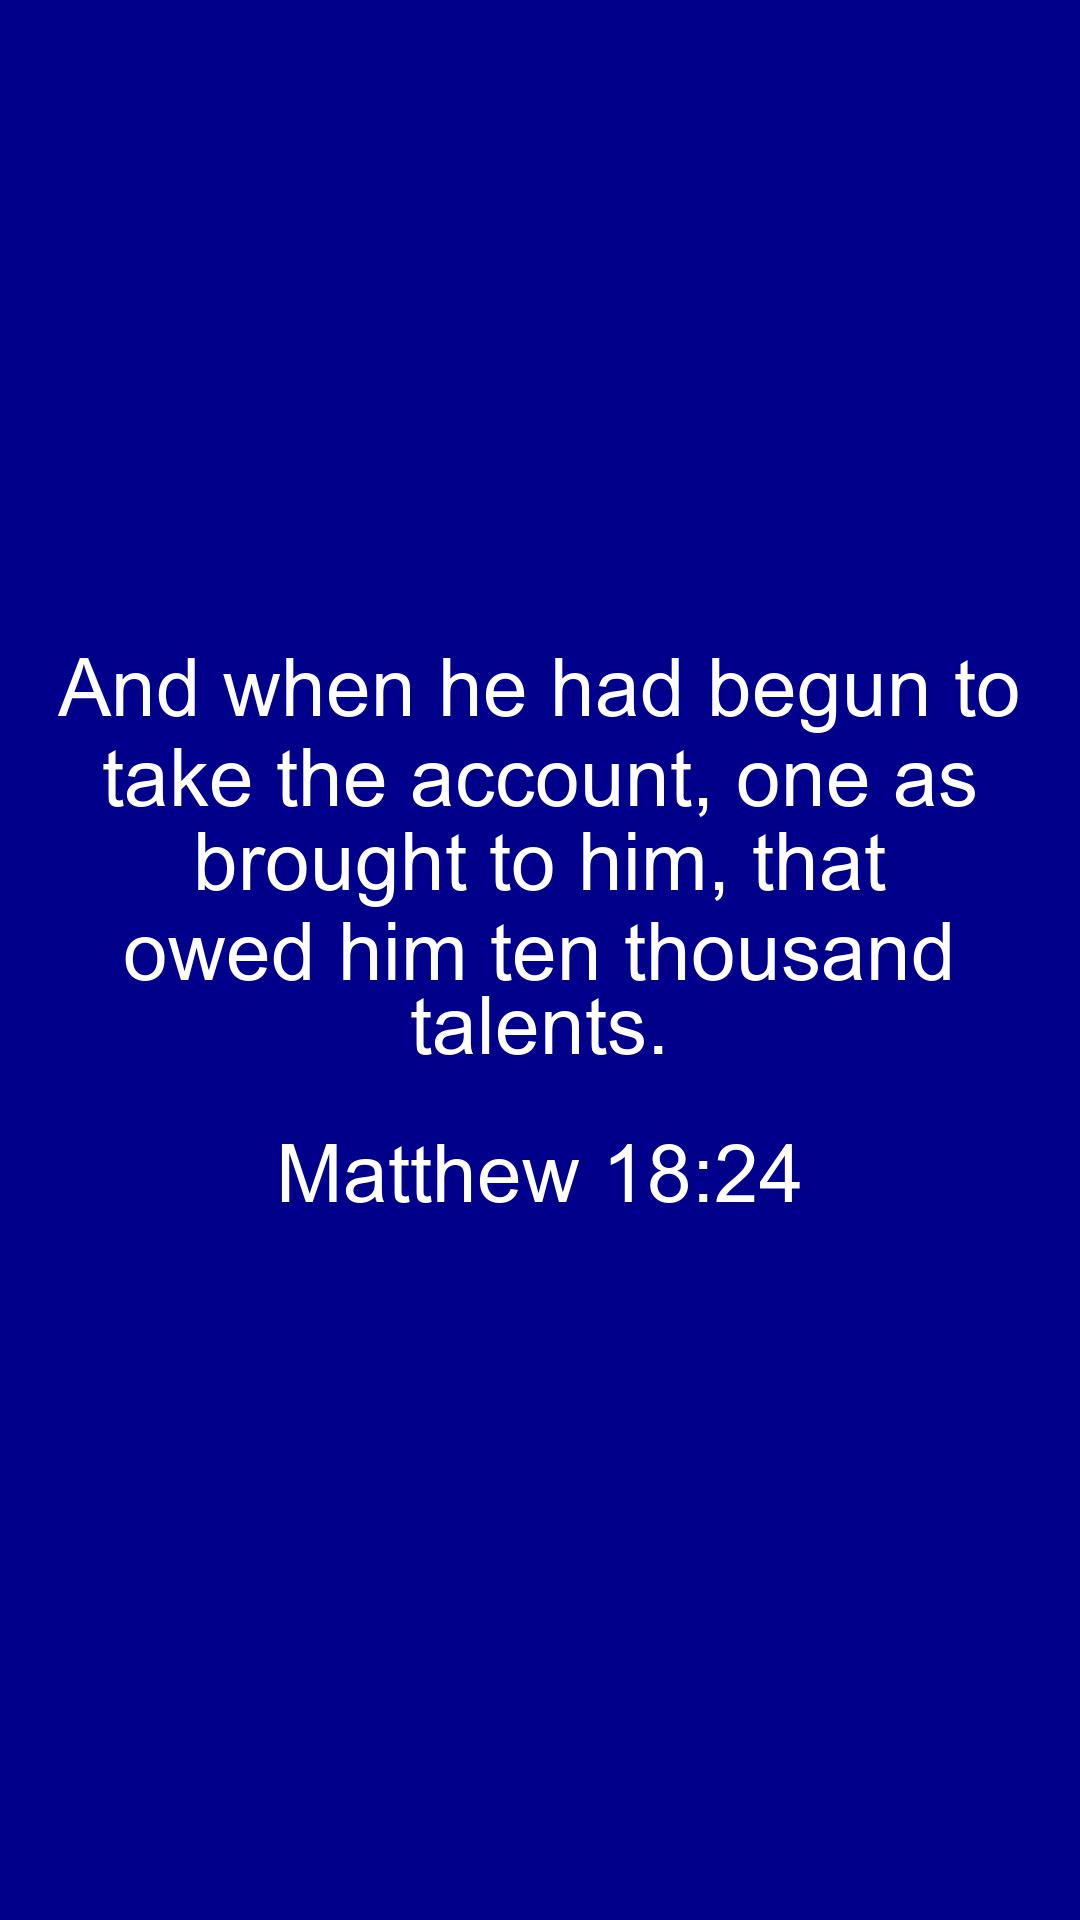 And when he had begun to
take the account, one as
brought to him, that
owed him ten thousand
talents.
Matthew 18:24